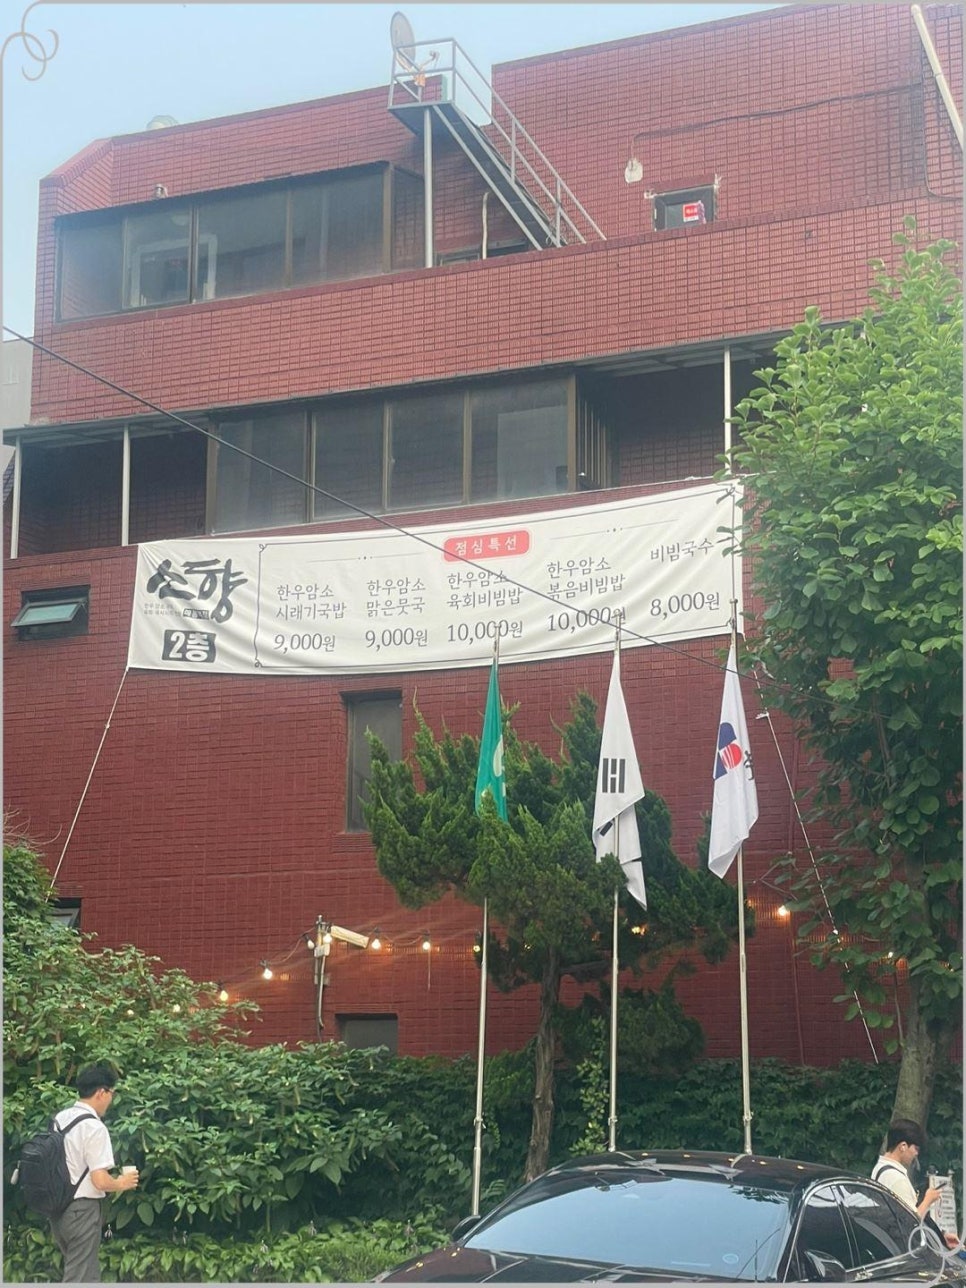 점심특선
소향
2층
한우암소
시래기국밥
9,000원
한우암소
맑은뭇국
9,000원
한우암소
육회비빔밥
10,000원
한우암소
볶음비빔밥
10,000원
비빔국수
8,000원